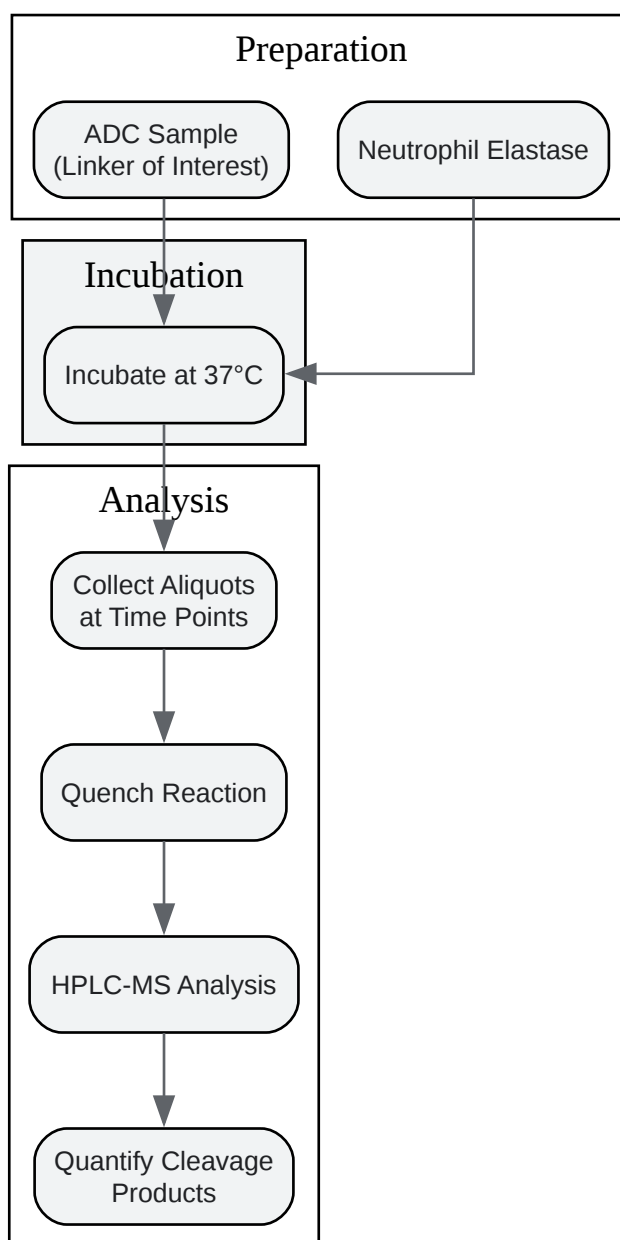 Preparation
ADC Sample
(Linker of Interest)
Neutrophil Elastase
Incubation
Incubate at 37°C
Analysis
Collect Aliquots
at Time Points
Quench Reaction
HPLC-MS Analysis
Quantify Cleavage
Products